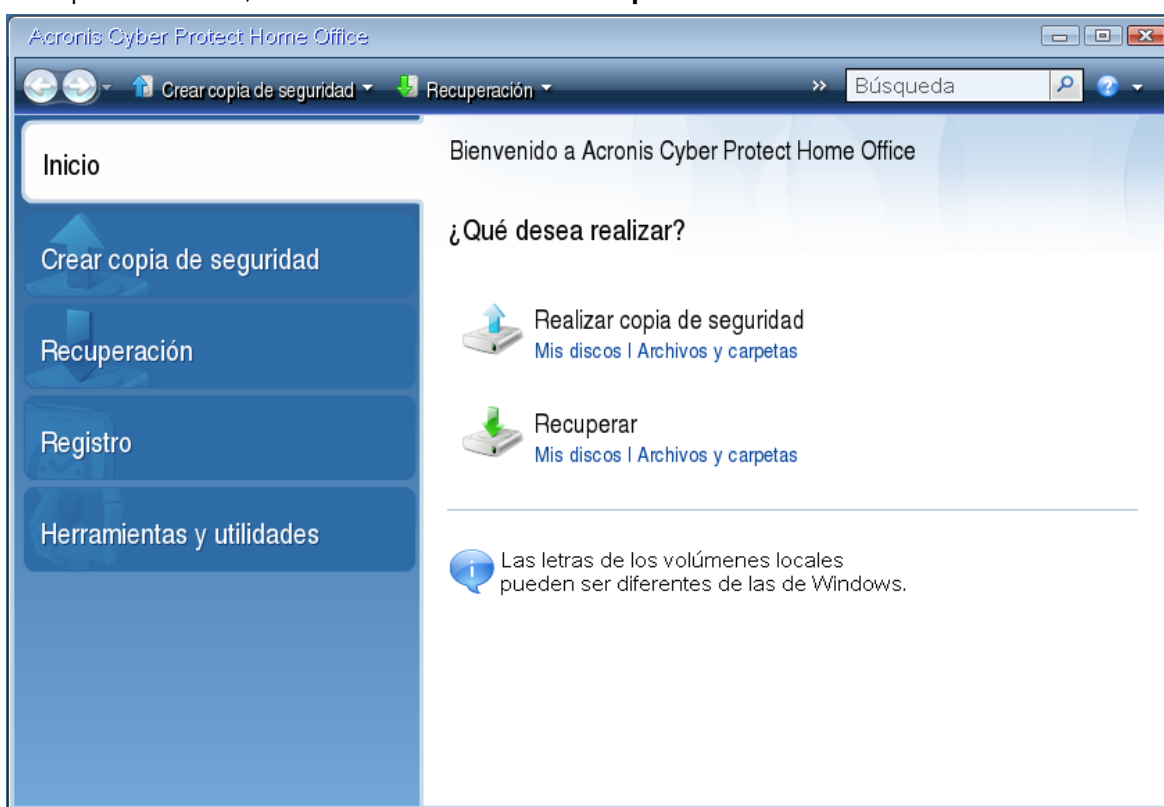 Acronis Cyber Protect Home Office
Crear copia de seguridad Recuperación » Búsqueda
Inicio
Crear copia de seguridad
Recuperación
Registro
Herramientas y utilidades
Bienvenido a Acronis Cyber Protect Home Office
¿Qué desea realizar?
Realizar copia de seguridad
Mis discos | Archivos y carpetas
Recuperar
Mis discos | Archivos y carpetas
Las letras de los volúmenes locales
pueden ser diferentes de las de Windows.